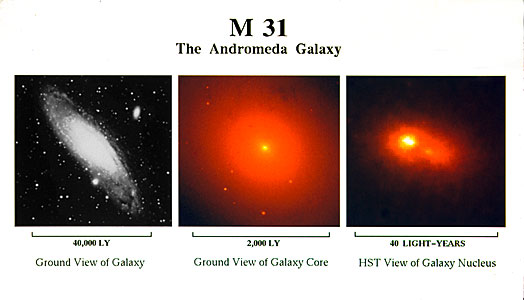 M 31
The Andromeda Galaxy
40,000 LY
2,000 LY
40 LIGHT-YEARS
Ground View of Galaxy
Ground View of Galaxy Core
HST View of Galaxy Nucleus